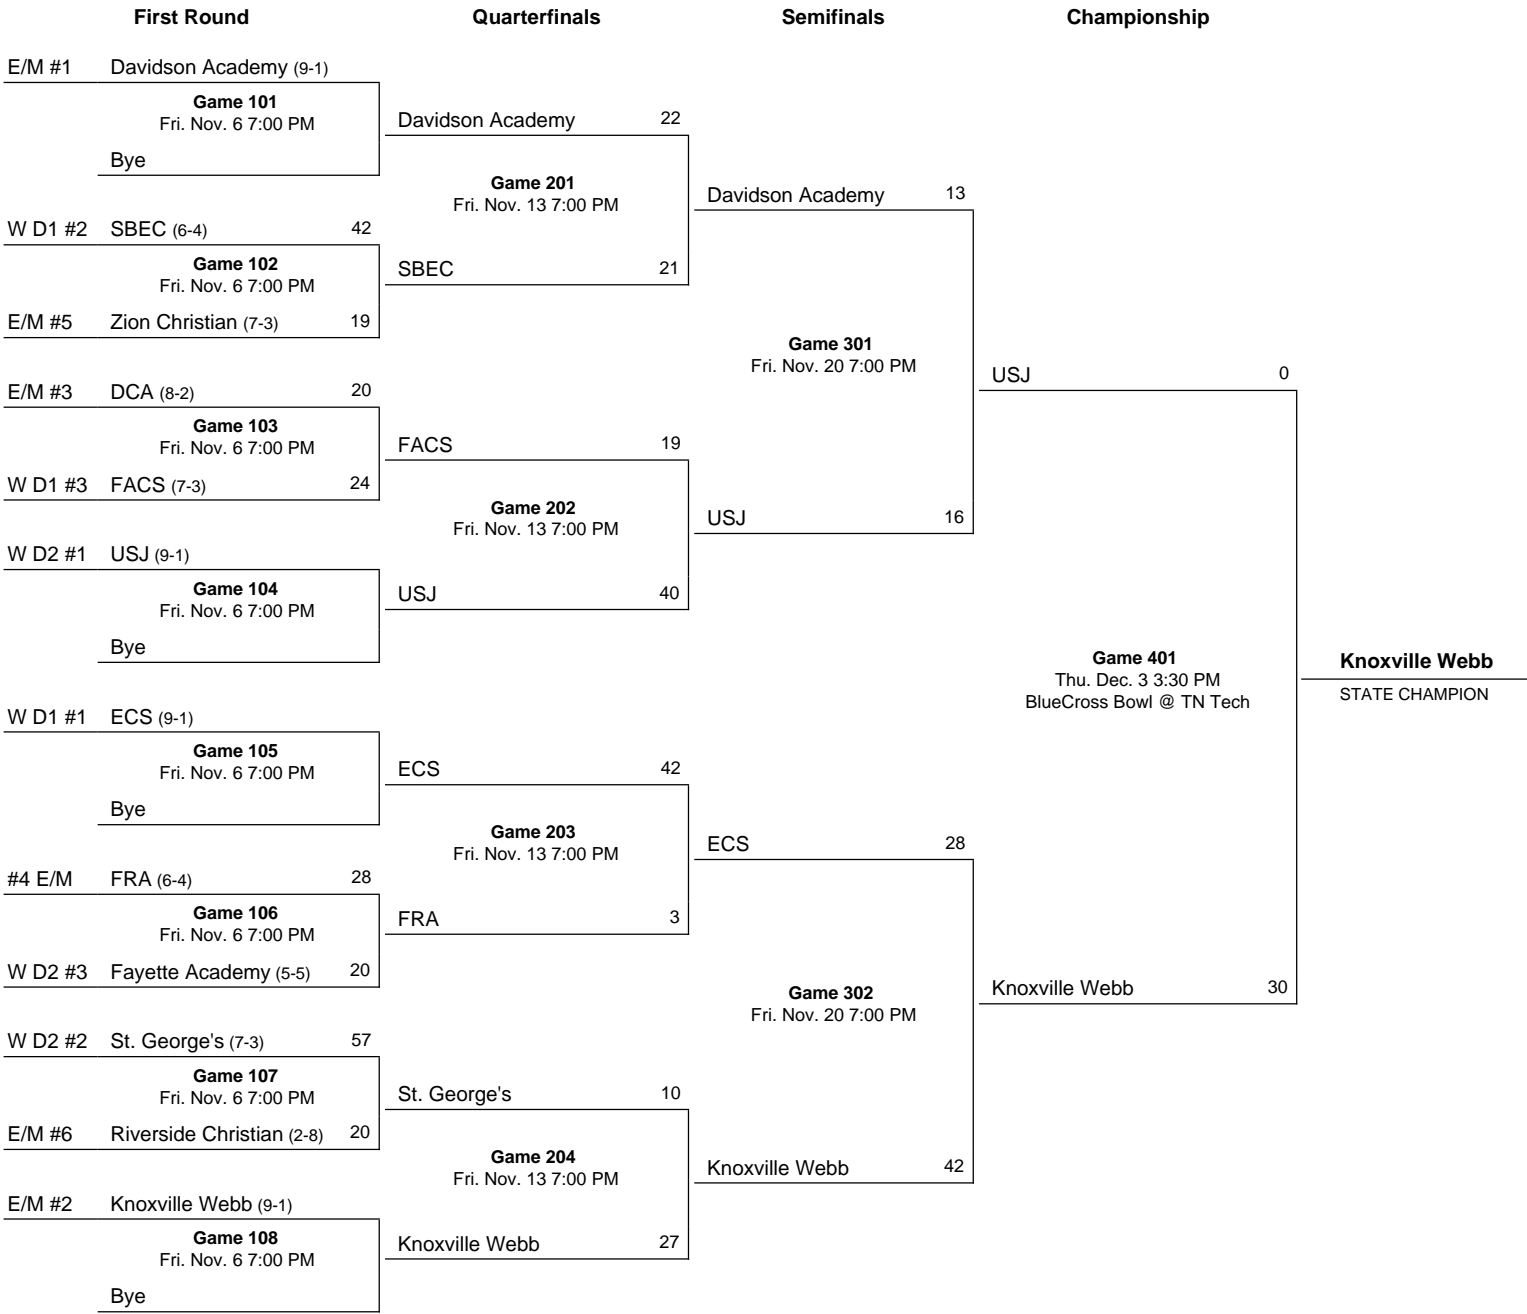 First Round Quarterfinals Semifinals Championship
E/M #1 Davidson Academy (9-1)
Game 101
Fri. Nov. 6 7:00 PM
Bye
W D1 #2 SBEC (6-4) 42
Game 102
Fri. Nov. 6 7:00 PM
E/M #5 Zion Christian (7-3) 19
E/M #3 DCA (8-2) 20
Game 103
Fri. Nov. 6 7:00 PM
W D1 #3 FACS (7-3) 24
W D2 #1 USJ (9-1)
Game 104
Fri. Nov. 6 7:00 PM
Bye
W D1 #1 ECS (9-1)
Game 105
Fri. Nov. 6 7:00 PM
Bye
#4 E/M FRA (6-4) 28
Game 106
Fri. Nov. 6 7:00 PM
W D2 #3 Fayette Academy (5-5) 20
W D2 #2 St. George's (7-3) 57
Game 107
Fri. Nov. 6 7:00 PM
E/M #6 Riverside Christian (2-8) 20
E/M #2 Knoxville Webb (9-1)
Game 108
Fri. Nov. 6 7:00 PM
Bye
Davidson Academy 22
Game 201
Fri. Nov. 13 7:00 PM
SBEC 21
FACS 19
Game 202
Fri. Nov. 13 7:00 PM
USJ 40
ECS 42
Game 203
Fri. Nov. 13 7:00 PM
FRA 3
St. George's 10
Game 204
Fri. Nov. 13 7:00 PM
Knoxville Webb 27
Davidson Academy 13
Game 301
Fri. Nov. 20 7:00 PM
USJ 16
ECS 28
Game 302
Fri. Nov. 20 7:00 PM
Knoxville Webb 42
USJ 0
Game 401
Thu. Dec. 3 3:30 PM
BlueCross Bowl @ TN Tech
Knoxville Webb 30
Knoxville Webb
STATE CHAMPION